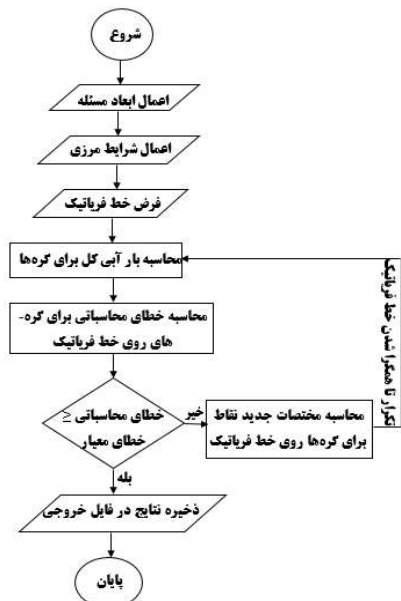 شروع
اعمال ابعاد مسئله
اعمال شرایط مرزی
فرض خط فریاتیک
محاسبه بار آبی کل برای گره‌ها
محاسبه خطای محاسباتی برای گره-
های روی خط فریاتیک
خطای محاسباتی ≤
خطای معیار
خیر
محاسبه مختصات جدید نقاط
برای گره‌ها روی خط فریاتیک
تکرار تا همگرا شدن خط فریاتیک
بله
ذخیره نتایج در فایل خروجی
پایان